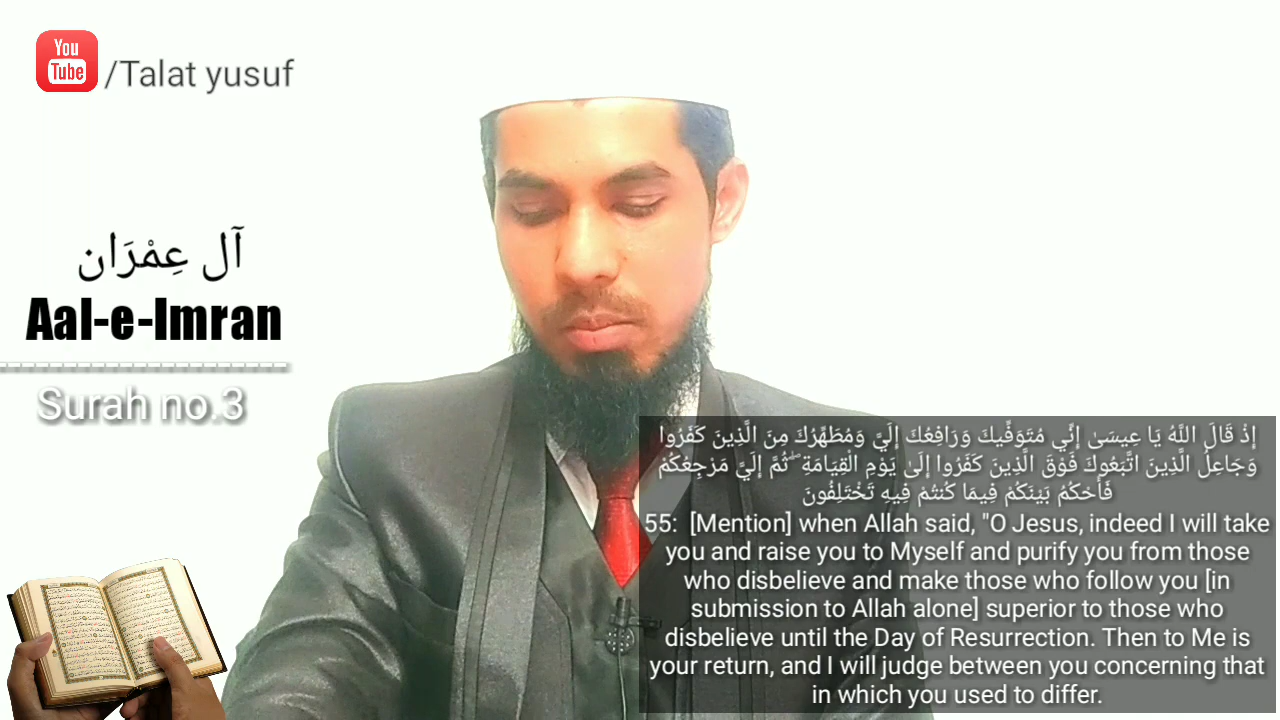 You
Tube
/Talat yusuf
آل عِمْرَان
Aal-e-Imran
Surah no.3
إِذْ قَالَ اللَّهُ يَا عِيسَىٰ إِنِّي مُتَوَفِّيكَ وَرَافِعُكَ إِلَيَّ وَمُطَهِّرُكَ مِنَ الَّذِينَ كَفَرُوا
وَجَاعِلُ الَّذِينَ اتَّبَعُوكَ فَوْقَ الَّذِينَ كَفَرُوا إِلَىٰ يَوْمِ الْقِيَامَةِ ۖ ثُمَّ إِلَيَّ مَرْجِعُكُمْ
فَأَحْكُمُ بَيْنَكُمْ فِيمَا كُنتُمْ فِيهِ تَخْتَلِفُونَ
55:  [Mention] when Allah said, "O Jesus, indeed I will take
you and raise you to Myself and purify you from those
who disbelieve and make those who follow you [in
submission to Allah alone] superior to those who
disbelieve until the Day of Resurrection. Then to Me is
your return, and I will judge between you concerning that
in which you used to differ.